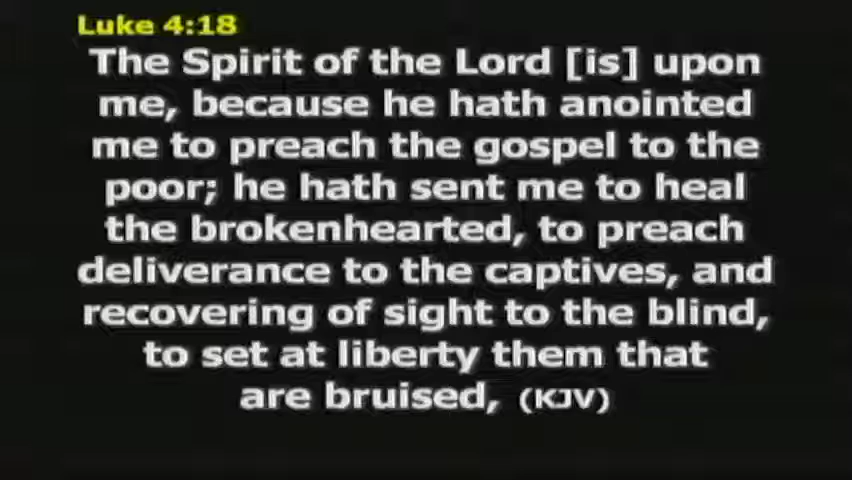 Luke 4:18
The Spirit of the Lord [is] upon
me, because he hath anointed
me to preach the gospel to the
poor; he hath sent me to heal
the brokenhearted, to preach
deliverance to the captives, and
recovering of sight to the blind,
to set at liberty them that
are bruised, (KJV)